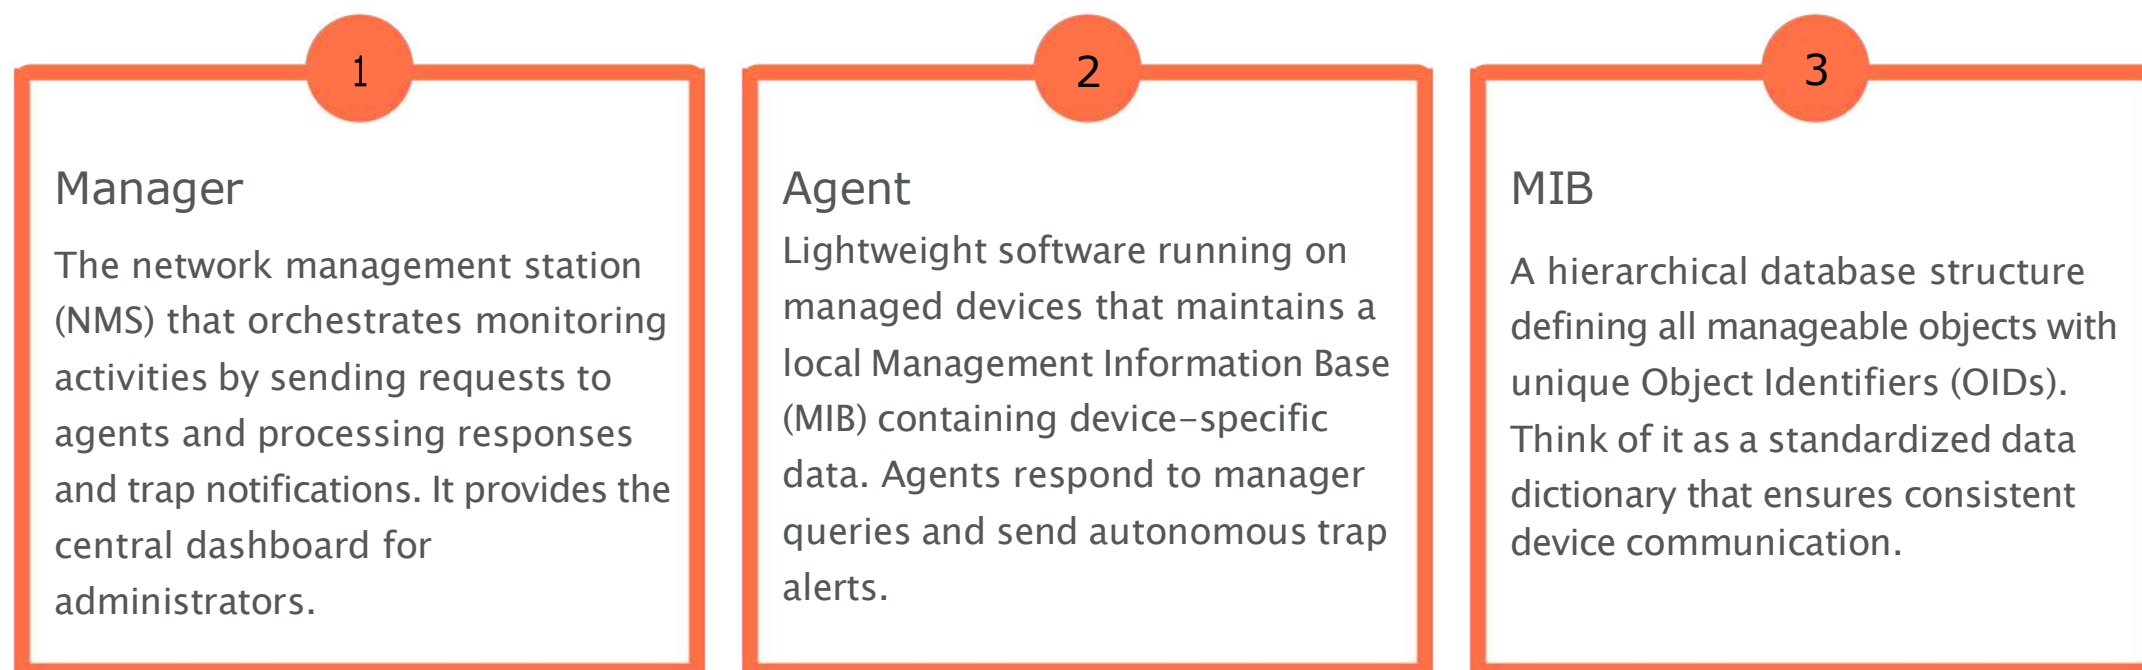 1
Manager
The network management station
(NMS) that orchestrates monitoring
activities by sending requests to
agents and processing responses
and trap notifications. It provides the
central dashboard for
administrators.
2
Agent
Lightweight software running on
managed devices that maintains a
local Management Information Base
(MIB) containing device-specific
data. Agents respond to manager
queries and send autonomous trap
alerts.
3
MIB
A hierarchical database structure
defining all manageable objects with
unique Object Identifiers (OIDs).
Think of it as a standardized data
dictionary that ensures consistent
device communication.